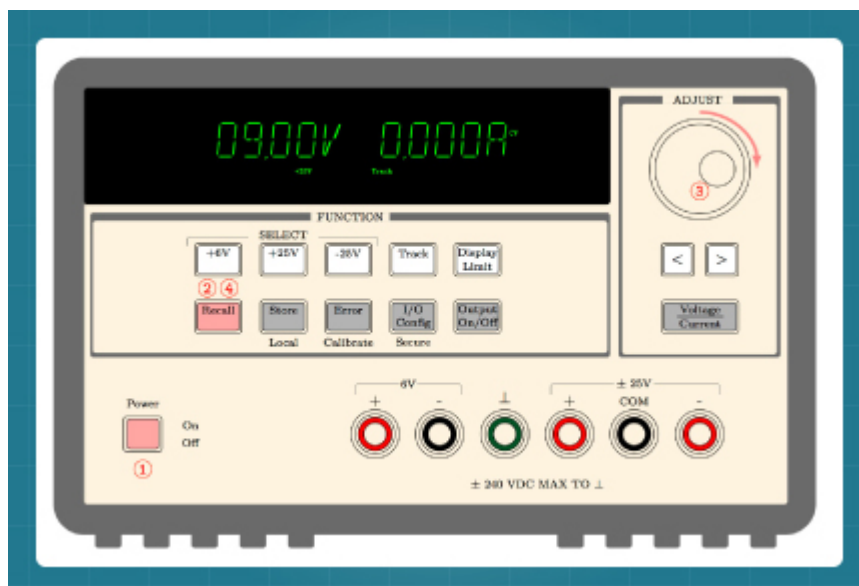 ADJUST
09.00V 0.000A CV
+25V Track
③
FUNCTION
SELECT
+6V +25V -25V Track Display Limit
< >
② ④
Recall Store Error I/O Config Output On/Off
Voltage
Current
Local Calibrate Secure
6V ± 25V
Power + - ⊥ + COM -
On
Off
①
± 240 VDC MAX TO ⊥